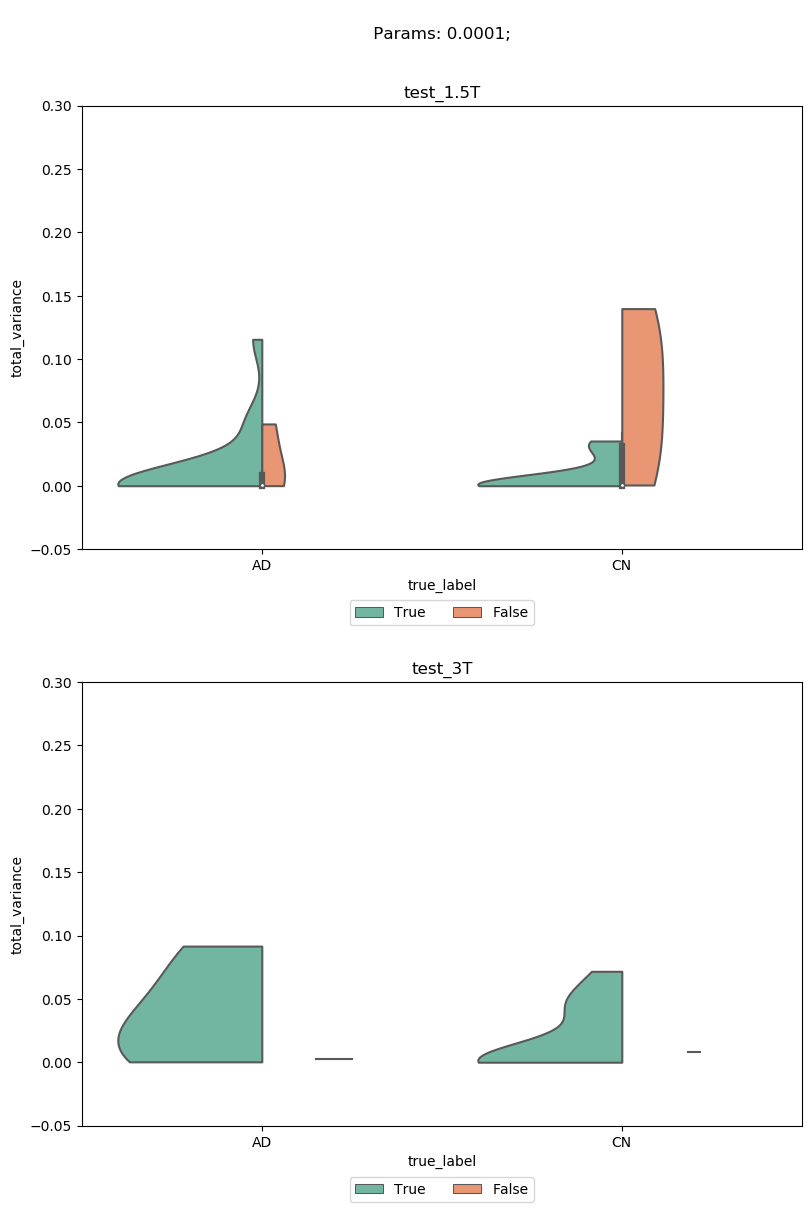 Params: 0.0001;
test_1.5T
0.30
0.25
0.20
0.15
0.10
0.05
0.00
−0.05
total_variance
AD CN
true_label
True False
test_3T
0.30
0.25
0.20
0.15
0.10
0.05
0.00
−0.05
total_variance
AD CN
true_label
True False